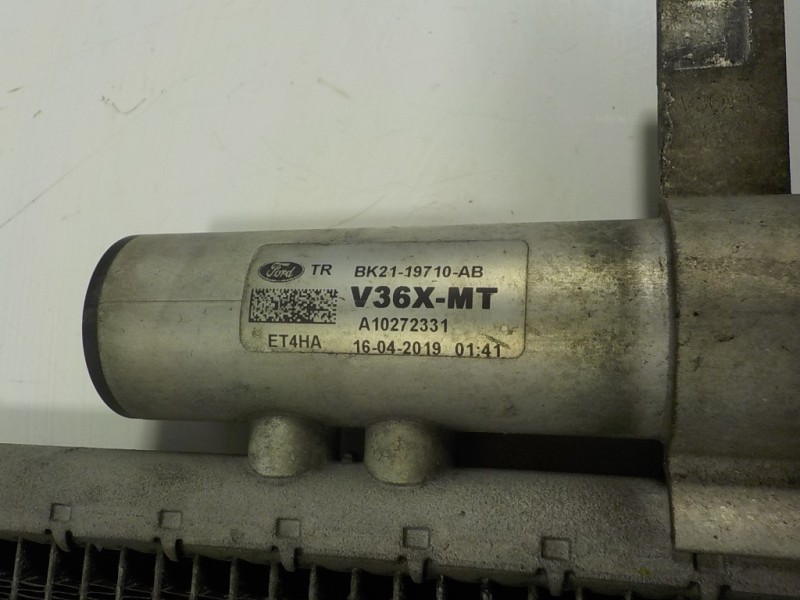 Ford TR BK21-19710-AB
V36X-MT
A10272331
ET4HA 16-04-2019 01:41